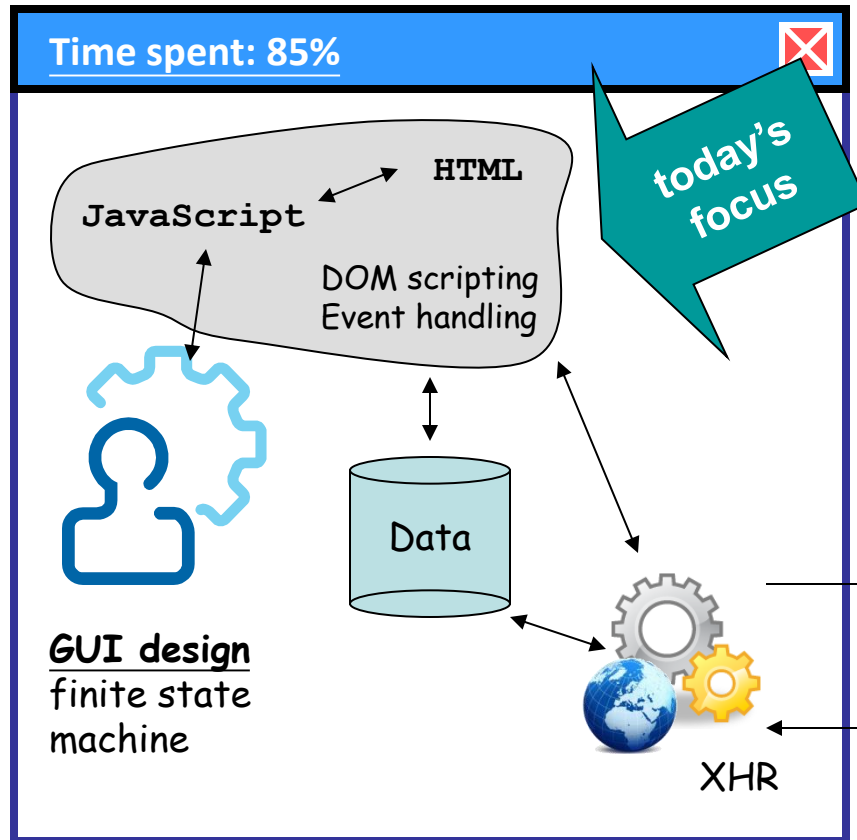 Time spent: 85%
today's
focus
HTML
JavaScript
DOM scripting
Event handling
Data
GUI design
finite state
machine
XHR